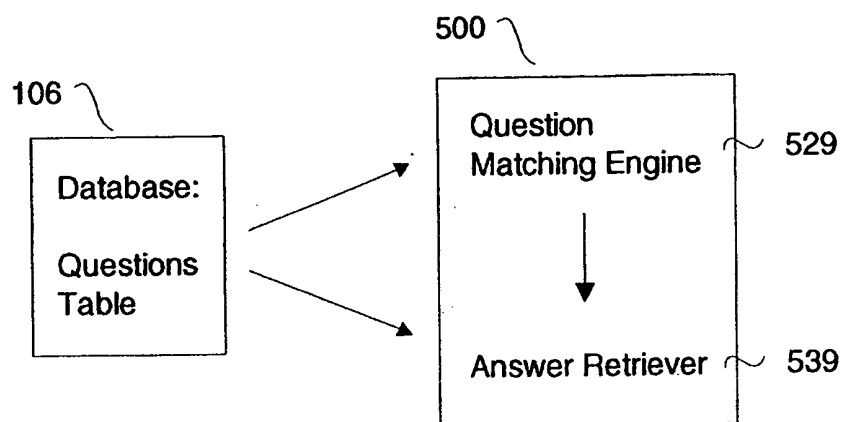 500
106
Question
Matching Engine
529
Database:
Questions
Table
Answer Retriever
539